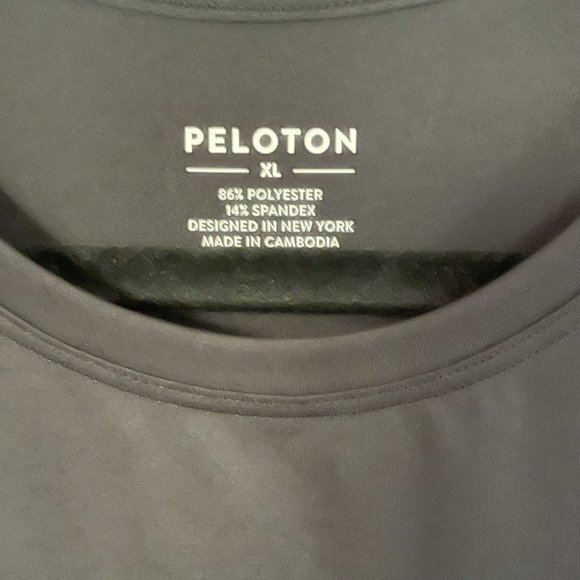 PELOTON
XL
86% POLYESTER
14% SPANDEX
DESIGNED IN NEW YORK
MADE IN CAMBODIA